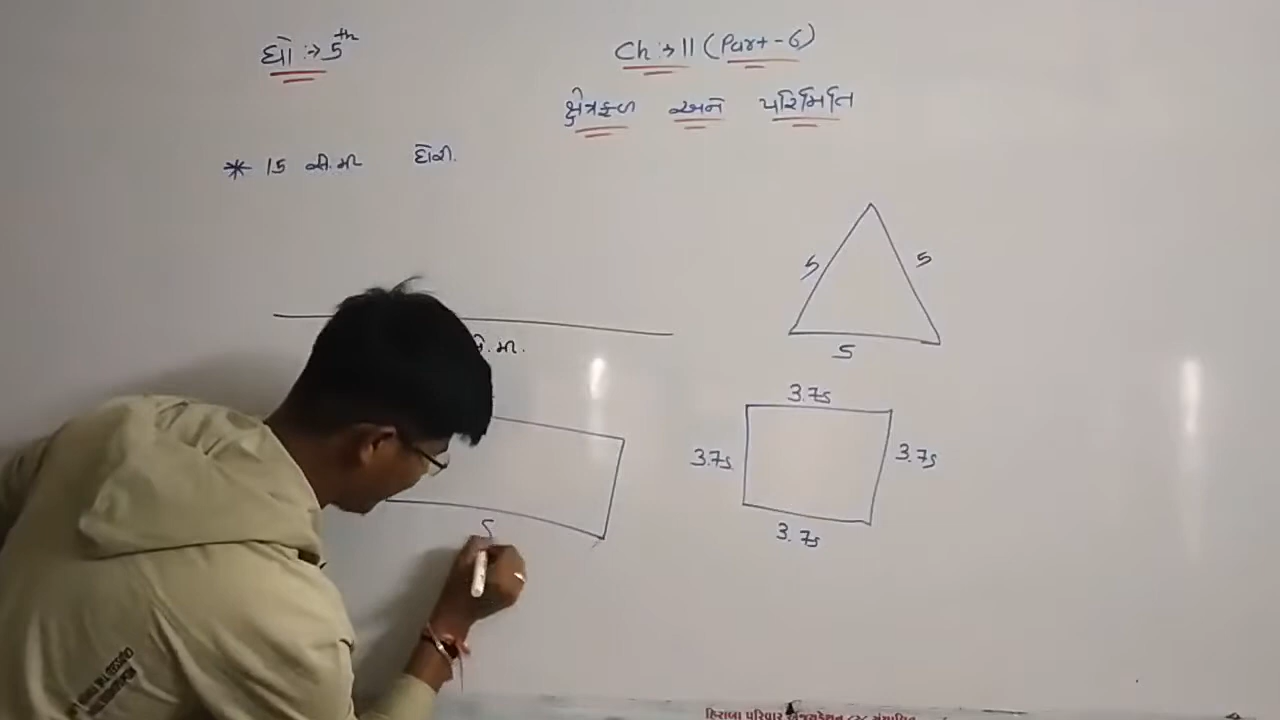 ધો :→ 5th
Ch :→ 11 (Part - 6)
ક્ષેત્રફળ અને પરિમિતિ
* 15 સે.મી દોરી.
5
5
5
મી.
3.75
3.75
3.75
3.75
5
હિરાબા પરિવાર